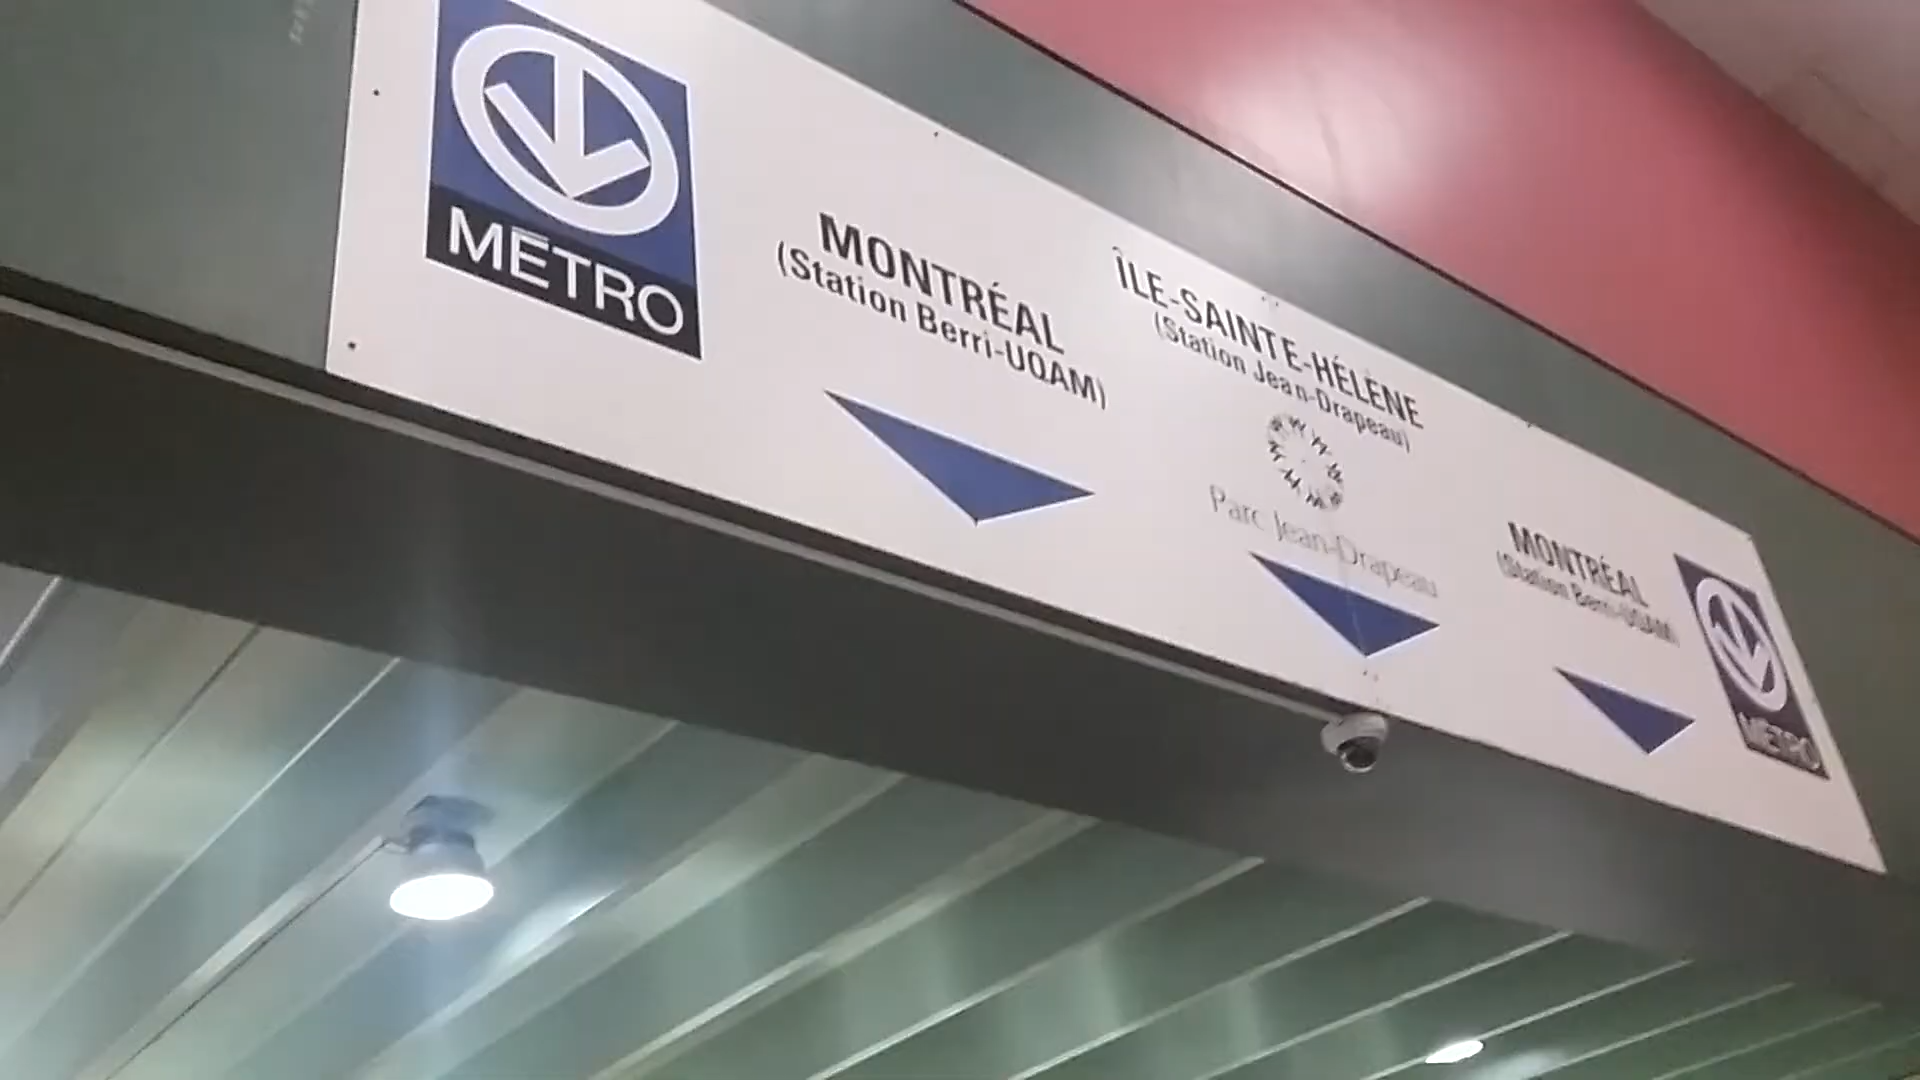 MÉTRO
MONTRÉAL
(Station Berri-UQAM)
ÎLE-SAINTE-HÉLÈNE
(Station Jean-Drapeau)
Parc Jean-Drapeau
MONTRÉAL
(Station Berri-UQAM)
MÉTRO